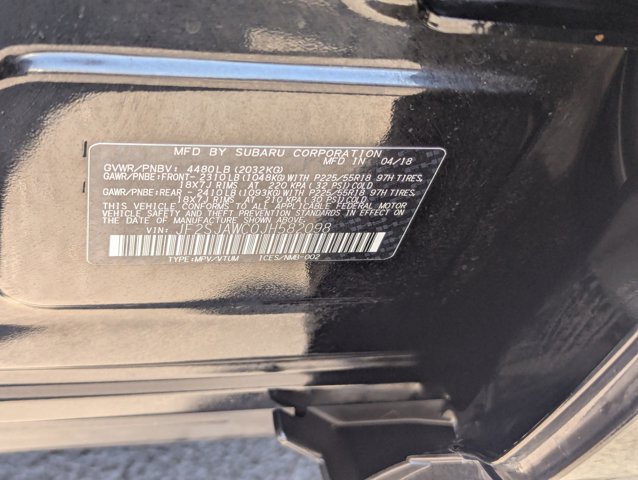 MFD BY SUBARU CORPORATION
MFD IN 04/18
GVWR/PNBV: 4480LB(2032KG)
GAWR/PNBE:FRONT- 2310LB(1048KG)WITH P225/55R18 97H TIRES,
18X7J RIMS, AT 220 KPA(32 PSI)COLD
GAWR/PNBE:REAR - 2410LB(1093KG)WITH P225/55R18 97H TIRES,
18X7J RIMS, AT 210 KPA(30 PSI)COLD
THIS VEHICLE CONFORMS TO ALL APPLICABLE FEDERAL MOTOR
VEHICLE SAFETY AND THEFT PREVENTION STANDARDS IN EFFECT ON
THE DATE OF MANUFACTURE SHOWN ABOVE.
VIN: JF2SJAWC0JH582098
TYPE:MPV/VTUM ICES/NMB-002